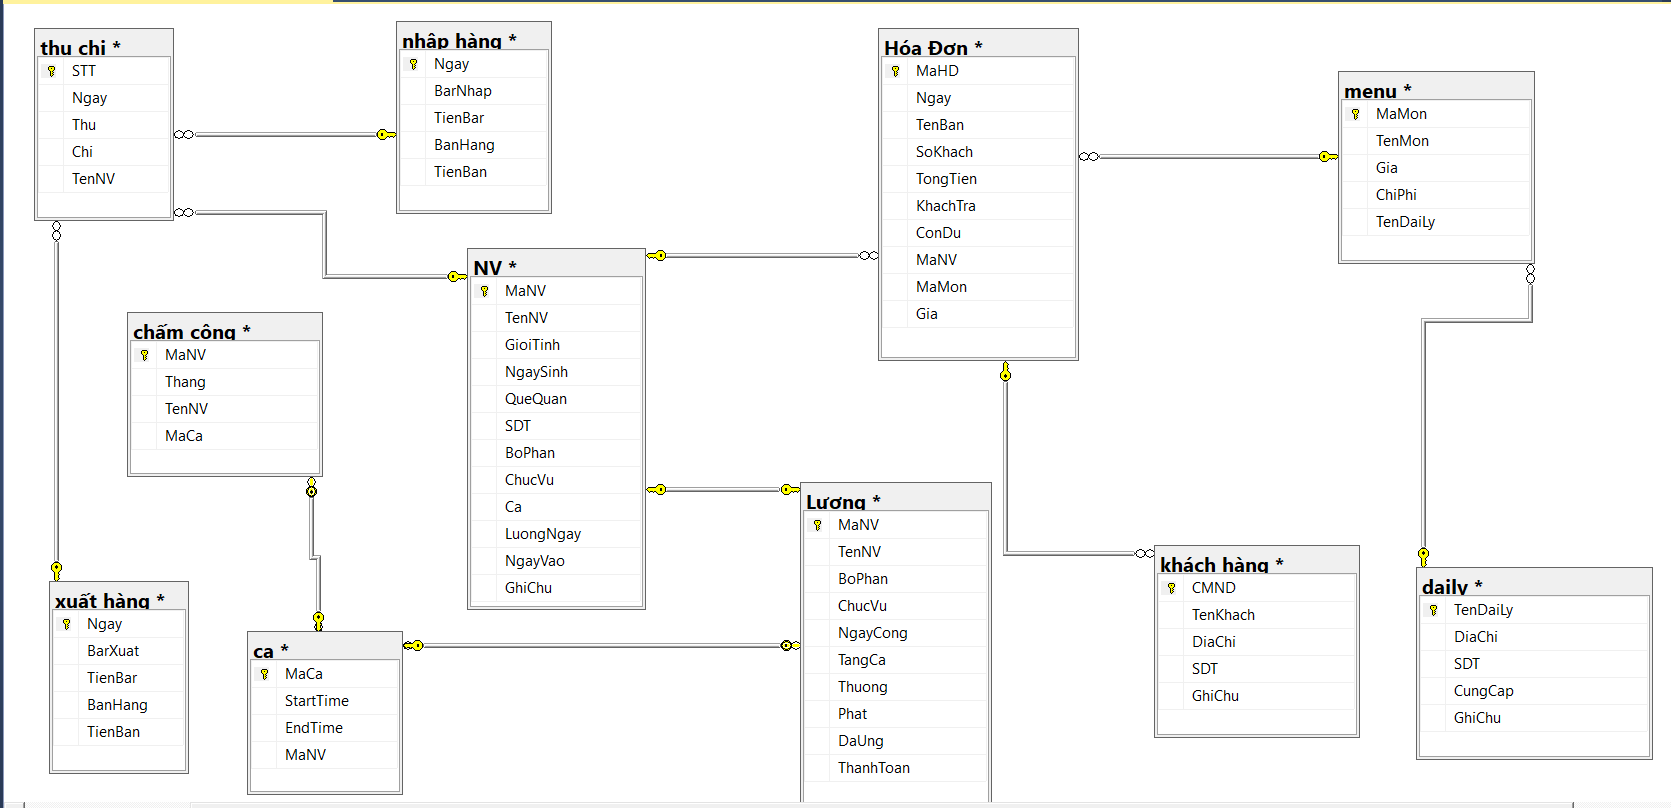 thu chi *
STT
Ngay
Thu
Chi
TenNV
nhập hàng *
Ngay
BarNhap
TienBar
BanHang
TienBan
Hóa Đơn *
MaHD
Ngay
TenBan
SoKhach
TongTien
KhachTra
ConDu
MaNV
MaMon
Gia
menu *
MaMon
TenMon
Gia
ChiPhi
TenDaiLy
NV *
MaNV
TenNV
GioiTinh
NgaySinh
QueQuan
SDT
BoPhan
ChucVu
Ca
LuongNgay
NgayVao
GhiChu
chấm công *
MaNV
Thang
TenNV
MaCa
Lương *
MaNV
TenNV
BoPhan
ChucVu
NgayCong
TangCa
Thuong
Phat
DaUng
ThanhToan
khách hàng *
CMND
TenKhach
DiaChi
SDT
GhiChu
daily *
TenDaiLy
DiaChi
SDT
CungCap
GhiChu
xuất hàng *
Ngay
BarXuat
TienBar
BanHang
TienBan
ca *
MaCa
StartTime
EndTime
MaNV